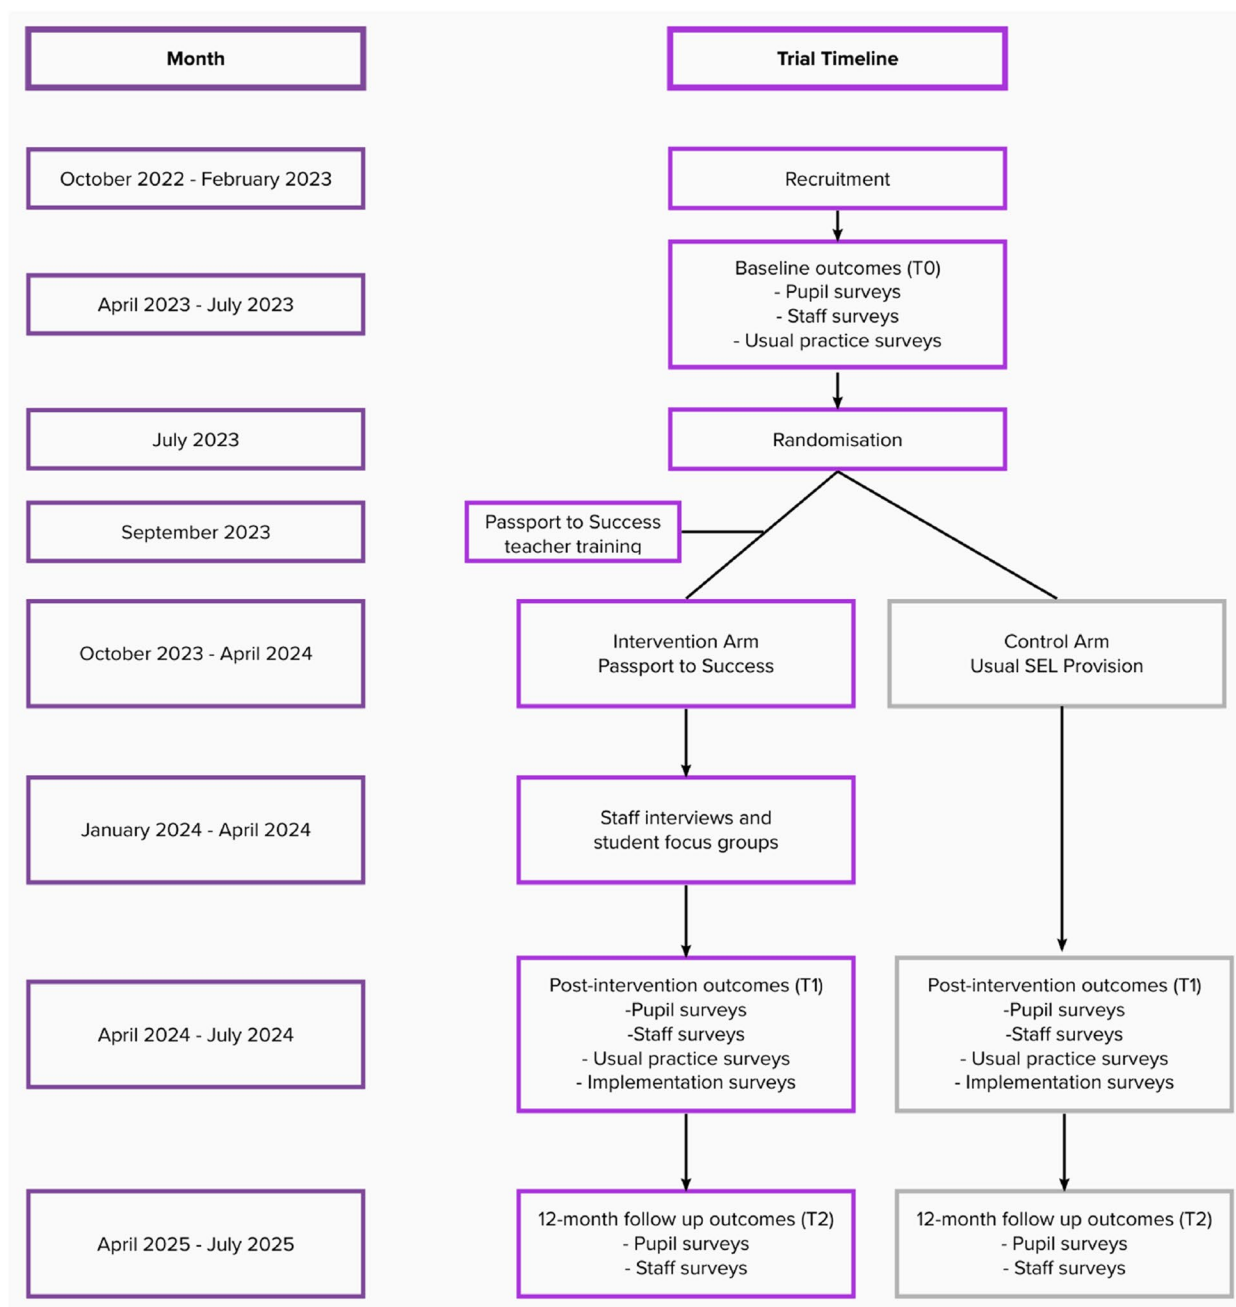 Month
Trial Timeline
October 2022 - February 2023
Recruitment
April 2023 - July 2023
Baseline outcomes (T0)
- Pupil surveys
- Staff surveys
- Usual practice surveys
July 2023
Randomisation
September 2023
Passport to Success
teacher training
October 2023 - April 2024
Intervention Arm
Passport to Success
Control Arm
Usual SEL Provision
January 2024 - April 2024
Staff interviews and
student focus groups
April 2024 - July 2024
Post-intervention outcomes (T1)
-Pupil surveys
-Staff surveys
- Usual practice surveys
- Implementation surveys
Post-intervention outcomes (T1)
-Pupil surveys
-Staff surveys
- Usual practice surveys
- Implementation surveys
April 2025 - July 2025
12-month follow up outcomes (T2)
- Pupil surveys
- Staff surveys
12-month follow up outcomes (T2)
- Pupil surveys
- Staff surveys